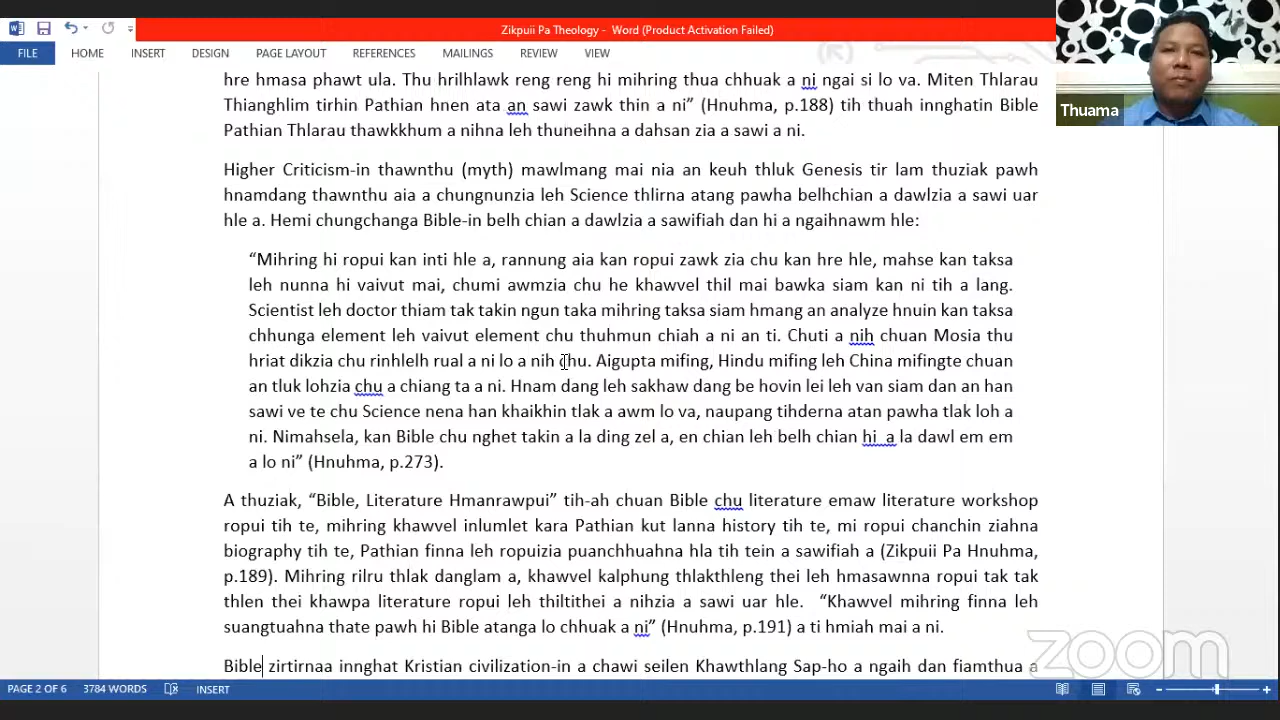 Zikpuii Pa Theology - Word (Product Activation Failed)
FILE HOME INSERT DESIGN PAGE LAYOUT REFERENCES MAILINGS REVIEW VIEW
Thuama
hre hmasa phawt ula. Thu hrilhlawk reng reng hi mihring thua chhuak a ni ngai si lo va. Miten Thlarau
Thianghlim tirhin Pathian hnen ata an sawi zawk thin a ni” (Hnuhma, p.188) tih thuah innghatin Bible
Pathian Thlarau thawkkhum a nihna leh thuneihna a dahsan zia a sawi a ni.
Higher Criticism-in thawnthu (myth) mawlmang mai nia an keuh thluk Genesis tir lam thuziak pawh
hnamdang thawnthu aia a chungnunzia leh Science thlirna atang pawha belhchian a dawlzia a sawi uar
hle a. Hemi chungchanga Bible-in belh chian a dawlzia a sawifiah dan hi a ngaihnawm hle:
“Mihring hi ropui kan inti hle a, rannung aia kan ropui zawk zia chu kan hre hle, mahse kan taksa
leh nunna hi vaivut mai, chumi awmzia chu he khawvel thil mai bawka siam kan ni tih a lang.
Scientist leh doctor thiam tak takin ngun taka mihring taksa siam hmang an analyze hnuin kan taksa
chhunga element leh vaivut element chu thuhmun chiah a ni an ti. Chuti a nih chuan Mosia thu
hriat dikzia chu rinhlelh rual a ni lo a nih chu. Aigupta mifing, Hindu mifing leh China mifingte chuan
an tluk lohzia chu a chiang ta a ni. Hnam dang leh sakhaw dang be hovin lei leh van siam dan an han
sawi ve te chu Science nena han khaikhin tlak a awm lo va, naupang tihderna atan pawha tlak loh a
ni. Nimahsela, kan Bible chu nghet takin a la ding zel a, en chian leh belh chian hi  a la dawl em em
a lo ni” (Hnuhma, p.273).
A thuziak, “Bible, Literature Hmanrawpui” tih-ah chuan Bible chu literature emaw literature workshop
ropui tih te, mihring khawvel inlumlet kara Pathian kut lanna history tih te, mi ropui chanchin ziahna
biography tih te, Pathian finna leh ropuizia puanchhuahna hla tih tein a sawifiah a (Zikpuii Pa Hnuhma,
p.189). Mihring rilru thlak danglam a, khawvel kalphung thlakthleng thei leh hmasawnna ropui tak tak
thlen thei khawpa literature ropui leh thiltithei a nihzia a sawi uar hle.  “Khawvel mihring finna leh
suangtuahna thate pawh hi Bible atanga lo chhuak a ni” (Hnuhma, p.191) a ti hmiah mai a ni.
Bible zirtirnaa innghat Kristian civilization-in a chawi seilen Khawthlang Sap-ho a ngaih dan fiamthua a
zoom
PAGE 2 OF 6 3784 WORDS INSERT